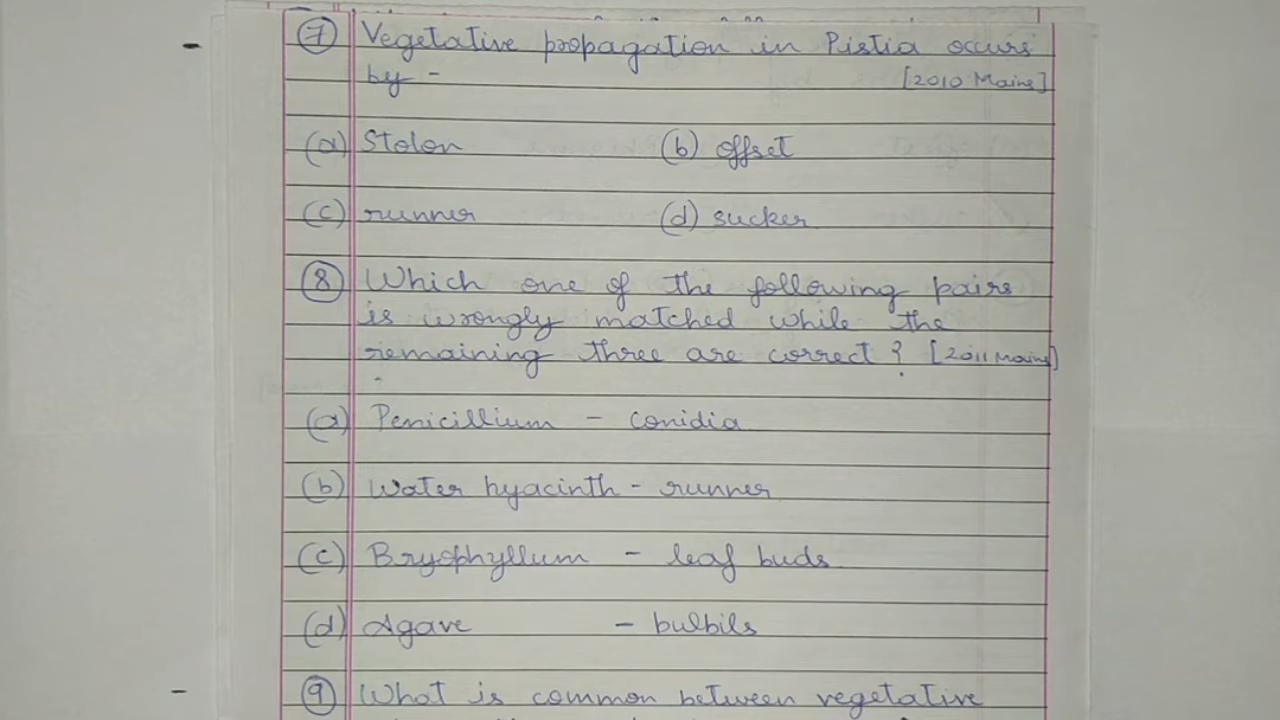 7 Vegetative propagation in Pistia occurs
by - [2010 Mains]
(a) Stolon (b) offset
(c) runner (d) sucker
8 Which one of the following pairs
is wrongly matched while the
remaining three are correct? [2011 Mains]
(a) Penicillium - conidia
(b) Water hyacinth - runner
(c) Bryophyllum - leaf buds
(d) Agave - bulbils
9 What is common between vegetative